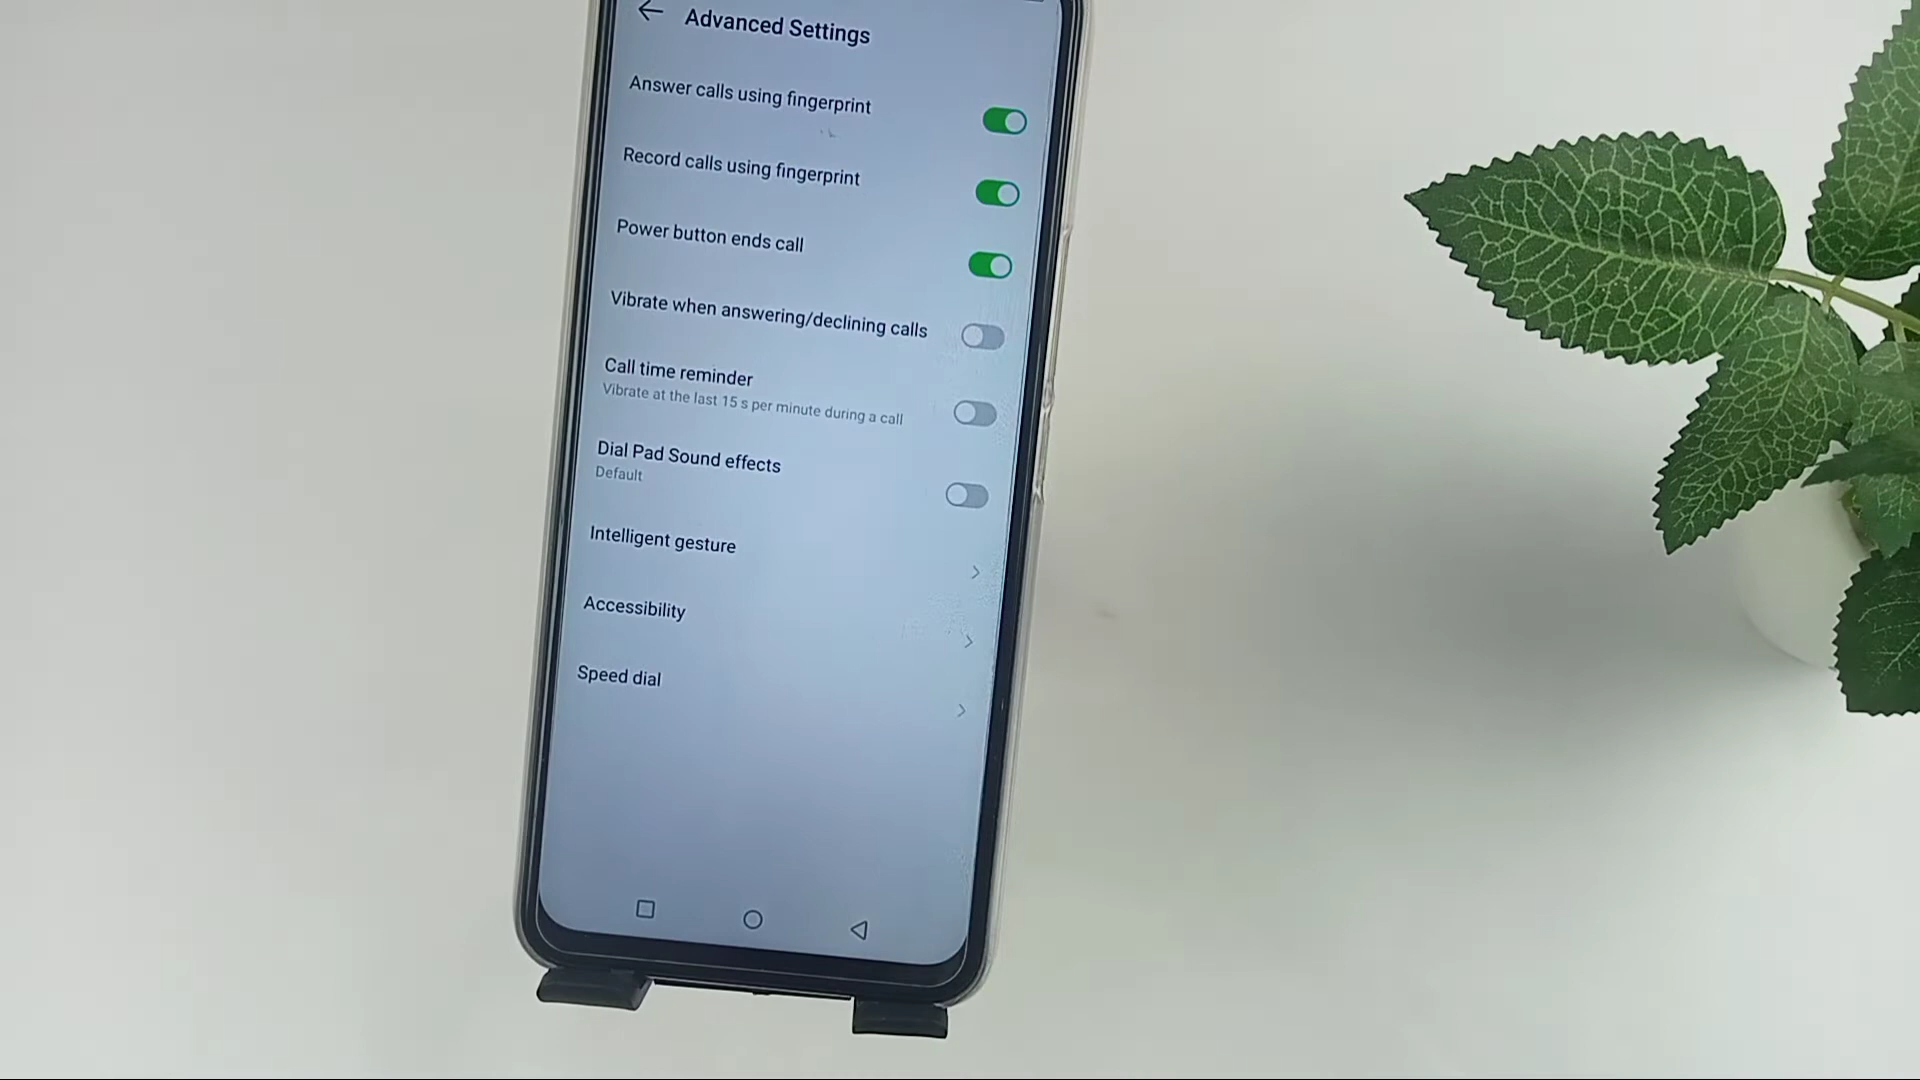 Advanced Settings
Answer calls using fingerprint
Record calls using fingerprint
Power button ends call
Vibrate when answering/declining calls
Call time reminder
Vibrate at the last 15 s per minute during a call
Dial Pad Sound effects
Default
Intelligent gesture
Accessibility
Speed dial